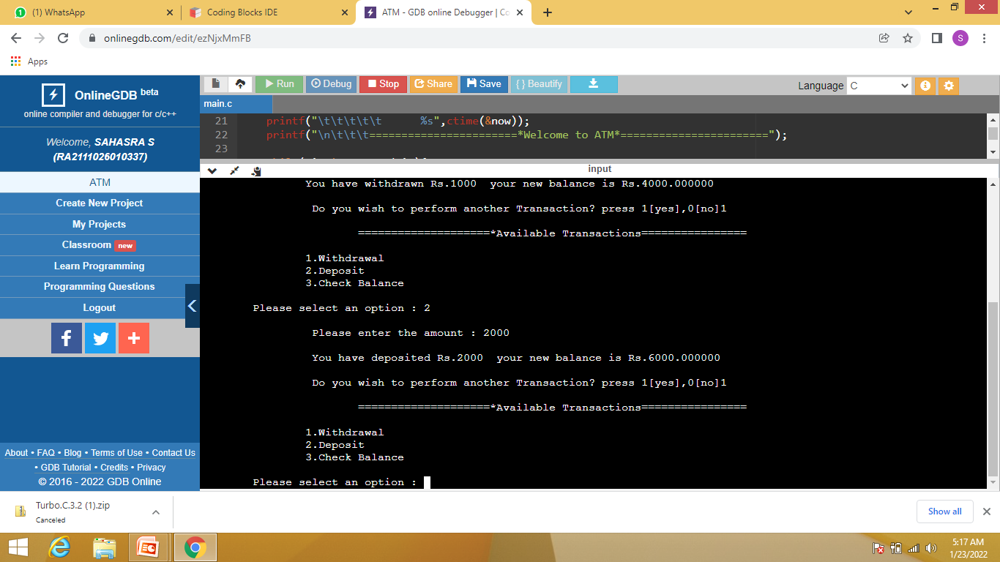 (1) WhatsApp
Coding Blocks IDE
ATM - GDB online Debugger | Co
onlinegdb.com/edit/ezNjxMmFB
S
Apps
OnlineGDB beta
online compiler and debugger for c/c++
Welcome, SAHASRA S
(RA2111026010337)
ATM
Create New Project
My Projects
Classroom new
Learn Programming
Programming Questions
Logout
About • FAQ • Blog • Terms of Use • Contact Us
• GDB Tutorial • Credits • Privacy
© 2016 - 2022 GDB Online
Run Debug Stop Share Save { } Beautify
Language C
main.c
21 printf("\t\t\t\t\t      %s",ctime(&now));
22 printf("\n\t\t\t=======================*Welcome to ATM*=======================");
23
input
You have withdrawn Rs.1000  your new balance is Rs.4000.000000
Do you wish to perform another Transaction? press 1[yes],0[no]1
====================*Available Transactions================
1.Withdrawal
2.Deposit
3.Check Balance
Please select an option : 2
Please enter the amount : 2000
You have deposited Rs.2000  your new balance is Rs.6000.000000
Do you wish to perform another Transaction? press 1[yes],0[no]1
====================*Available Transactions================
1.Withdrawal
2.Deposit
3.Check Balance
Please select an option :
Turbo.C.3.2 (1).zip
Canceled
Show all
5:17 AM
1/23/2022